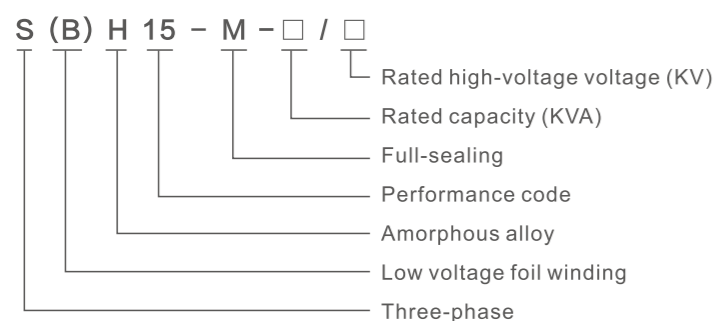 S (B) H 15 – M – □ / □
Rated high-voltage voltage (KV)
Rated capacity (KVA)
Full-sealing
Performance code
Amorphous alloy
Low voltage foil winding
Three-phase